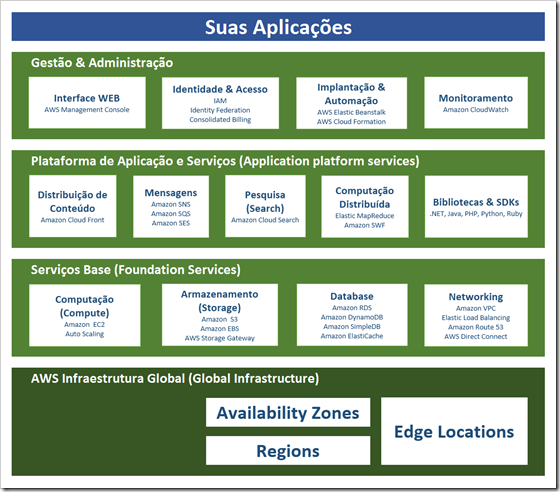 Suas Aplicações
Gestão & Administração
Interface WEB
AWS Management Console
Identidade & Acesso
IAM
Identity Federation
Consolidated Billing
Implantação &
Automação
AWS Elastic Beanstalk
AWS Cloud Formation
Monitoramento
Amazon CloudWatch
Plataforma de Aplicação e Serviços (Application platform services)
Distribuição de
Conteúdo
Amazon Cloud Front
Mensagens
Amazon SNS
Amazon SQS
Amazon SES
Pesquisa
(Search)
Amazon Cloud Search
Computação
Distribuída
Elastic MapReduce
Amazon SWF
Bibliotecas & SDKs
.NET, Java, PHP, Python, Ruby
Serviços Base (Foundation Services)
Computação
(Compute)
Amazon EC2
Auto Scaling
Armazenamento
(Storage)
Amazon S3
Amazon EBS
AWS Storage Gateway
Database
Amazon RDS
Amazon DynamoDB
Amazon SimpleDB
Amazon ElastiCache
Networking
Amazon VPC
Elastic Load Balancing
Amazon Route 53
AWS Direct Connect
AWS Infraestrutura Global (Global Infrastructure)
Availability Zones
Regions
Edge Locations